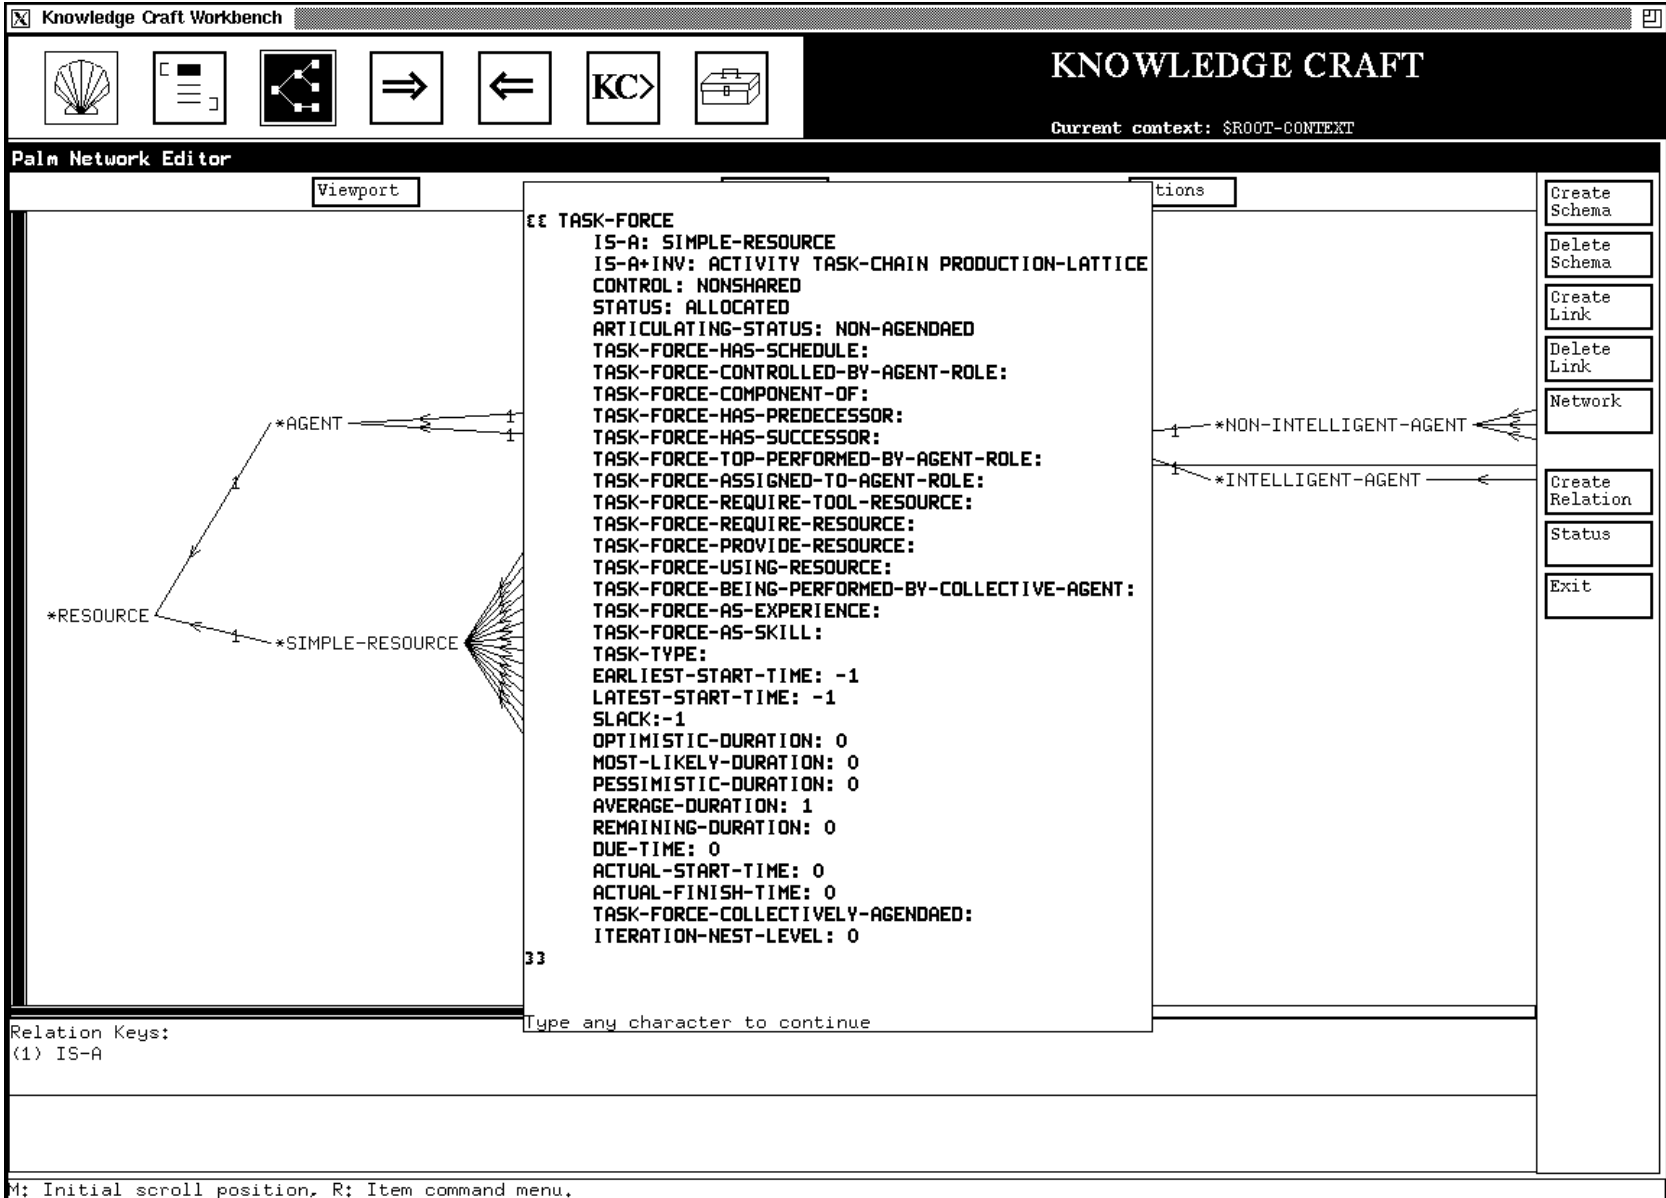 Knowledge Craft Workbench
KC>
KNOWLEDGE CRAFT
Current context: $ROOT-CONTEXT
Palm Network Editor
Viewport
tions
{{ TASK-FORCE
IS-A: SIMPLE-RESOURCE
IS-A+INV: ACTIVITY TASK-CHAIN PRODUCTION-LATTICE
CONTROL: NONSHARED
STATUS: ALLOCATED
ARTICULATING-STATUS: NON-AGENDAED
TASK-FORCE-HAS-SCHEDULE:
TASK-FORCE-CONTROLLED-BY-AGENT-ROLE:
TASK-FORCE-COMPONENT-OF:
TASK-FORCE-HAS-PREDECESSOR:
TASK-FORCE-HAS-SUCCESSOR:
TASK-FORCE-TOP-PERFORMED-BY-AGENT-ROLE:
TASK-FORCE-ASSIGNED-TO-AGENT-ROLE:
TASK-FORCE-REQUIRE-TOOL-RESOURCE:
TASK-FORCE-REQUIRE-RESOURCE:
TASK-FORCE-PROVIDE-RESOURCE:
TASK-FORCE-USING-RESOURCE:
TASK-FORCE-BEING-PERFORMED-BY-COLLECTIVE-AGENT:
TASK-FORCE-AS-EXPERIENCE:
TASK-FORCE-AS-SKILL:
TASK-TYPE:
EARLIEST-START-TIME: -1
LATEST-START-TIME: -1
SLACK:-1
OPTIMISTIC-DURATION: 0
MOST-LIKELY-DURATION: 0
PESSIMISTIC-DURATION: 0
AVERAGE-DURATION: 1
REMAINING-DURATION: 0
DUE-TIME: 0
ACTUAL-START-TIME: 0
ACTUAL-FINISH-TIME: 0
TASK-FORCE-COLLECTIVELY-AGENDAED:
ITERATION-NEST-LEVEL: 0
}}
Type any character to continue
*AGENT
1
1
1
*RESOURCE
1
*SIMPLE-RESOURCE
1
*NON-INTELLIGENT-AGENT
1
*INTELLIGENT-AGENT
Create
Schema
Delete
Schema
Create
Link
Delete
Link
Network
Create
Relation
Status
Exit
Relation Keys:
(1) IS-A
M: Initial scroll position, R: Item command menu.